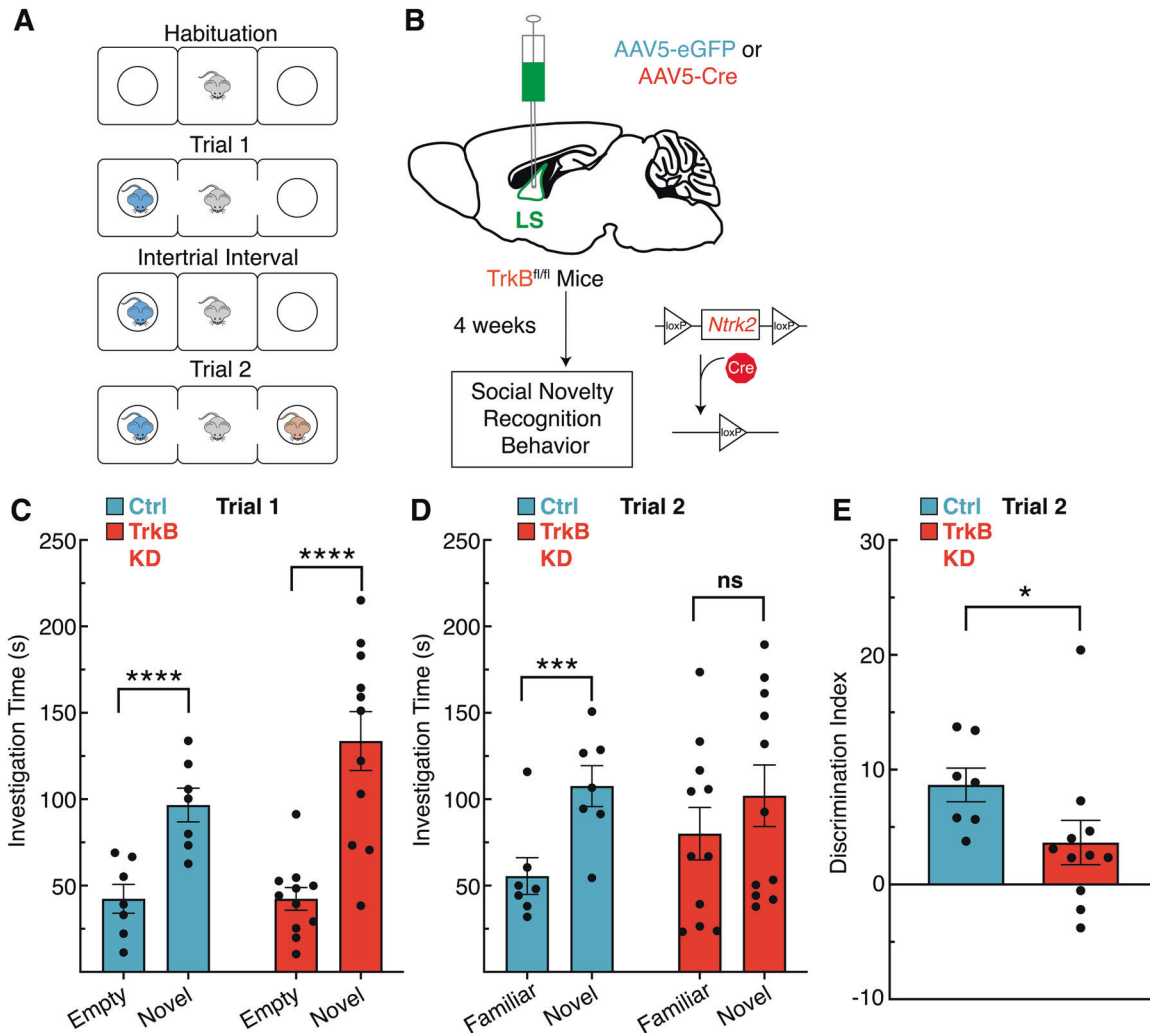 A
Habituation
Trial 1
Intertrial Interval
Trial 2
B
AAV5-eGFP or
AAV5-Cre
LS
TrkBfl/fl Mice
4 weeks
Social Novelty
Recognition
Behavior
loxP Ntrk2 loxP
Cre
loxP
C
Ctrl
TrkB
KD
Trial 1
Investigation Time (s)
250
200
150
100
50
****
****
Empty Novel Empty Novel
D
Ctrl
TrkB
KD
Trial 2
Investigation Time (s)
250
200
150
100
50
***
ns
Familiar Novel Familiar Novel
E
Ctrl
TrkB
KD
Trial 2
Discrimination Index
30
20
10
0
-10
*